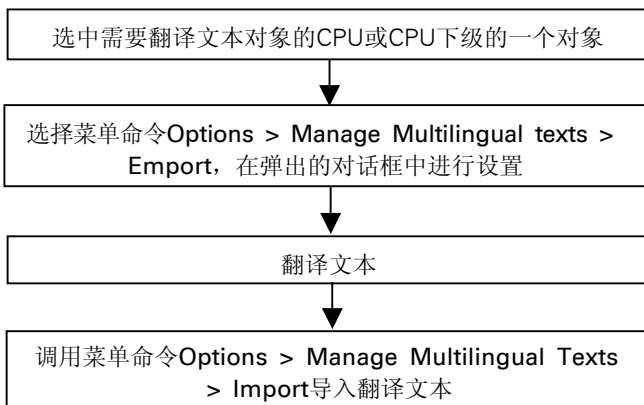 选中需要翻译文本对象的CPU或CPU下级的一个对象
选择菜单命令Options > Manage Multilingual texts >
Emport，在弹出的对话框中进行设置
翻译文本
调用菜单命令Options > Manage Multilingual Texts
> Import导入翻译文本